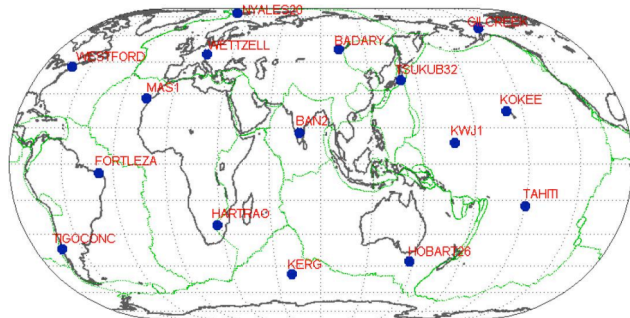 NYALES20
GILCREEK
WESTFORD
WETTZELL
BADARY
TSUKUB32
MAS1
KOKEE
BAN2
KWJ1
FORTLEZA
TAHITI
HARTRAO
TIGOCONC
HOBART26
KERG